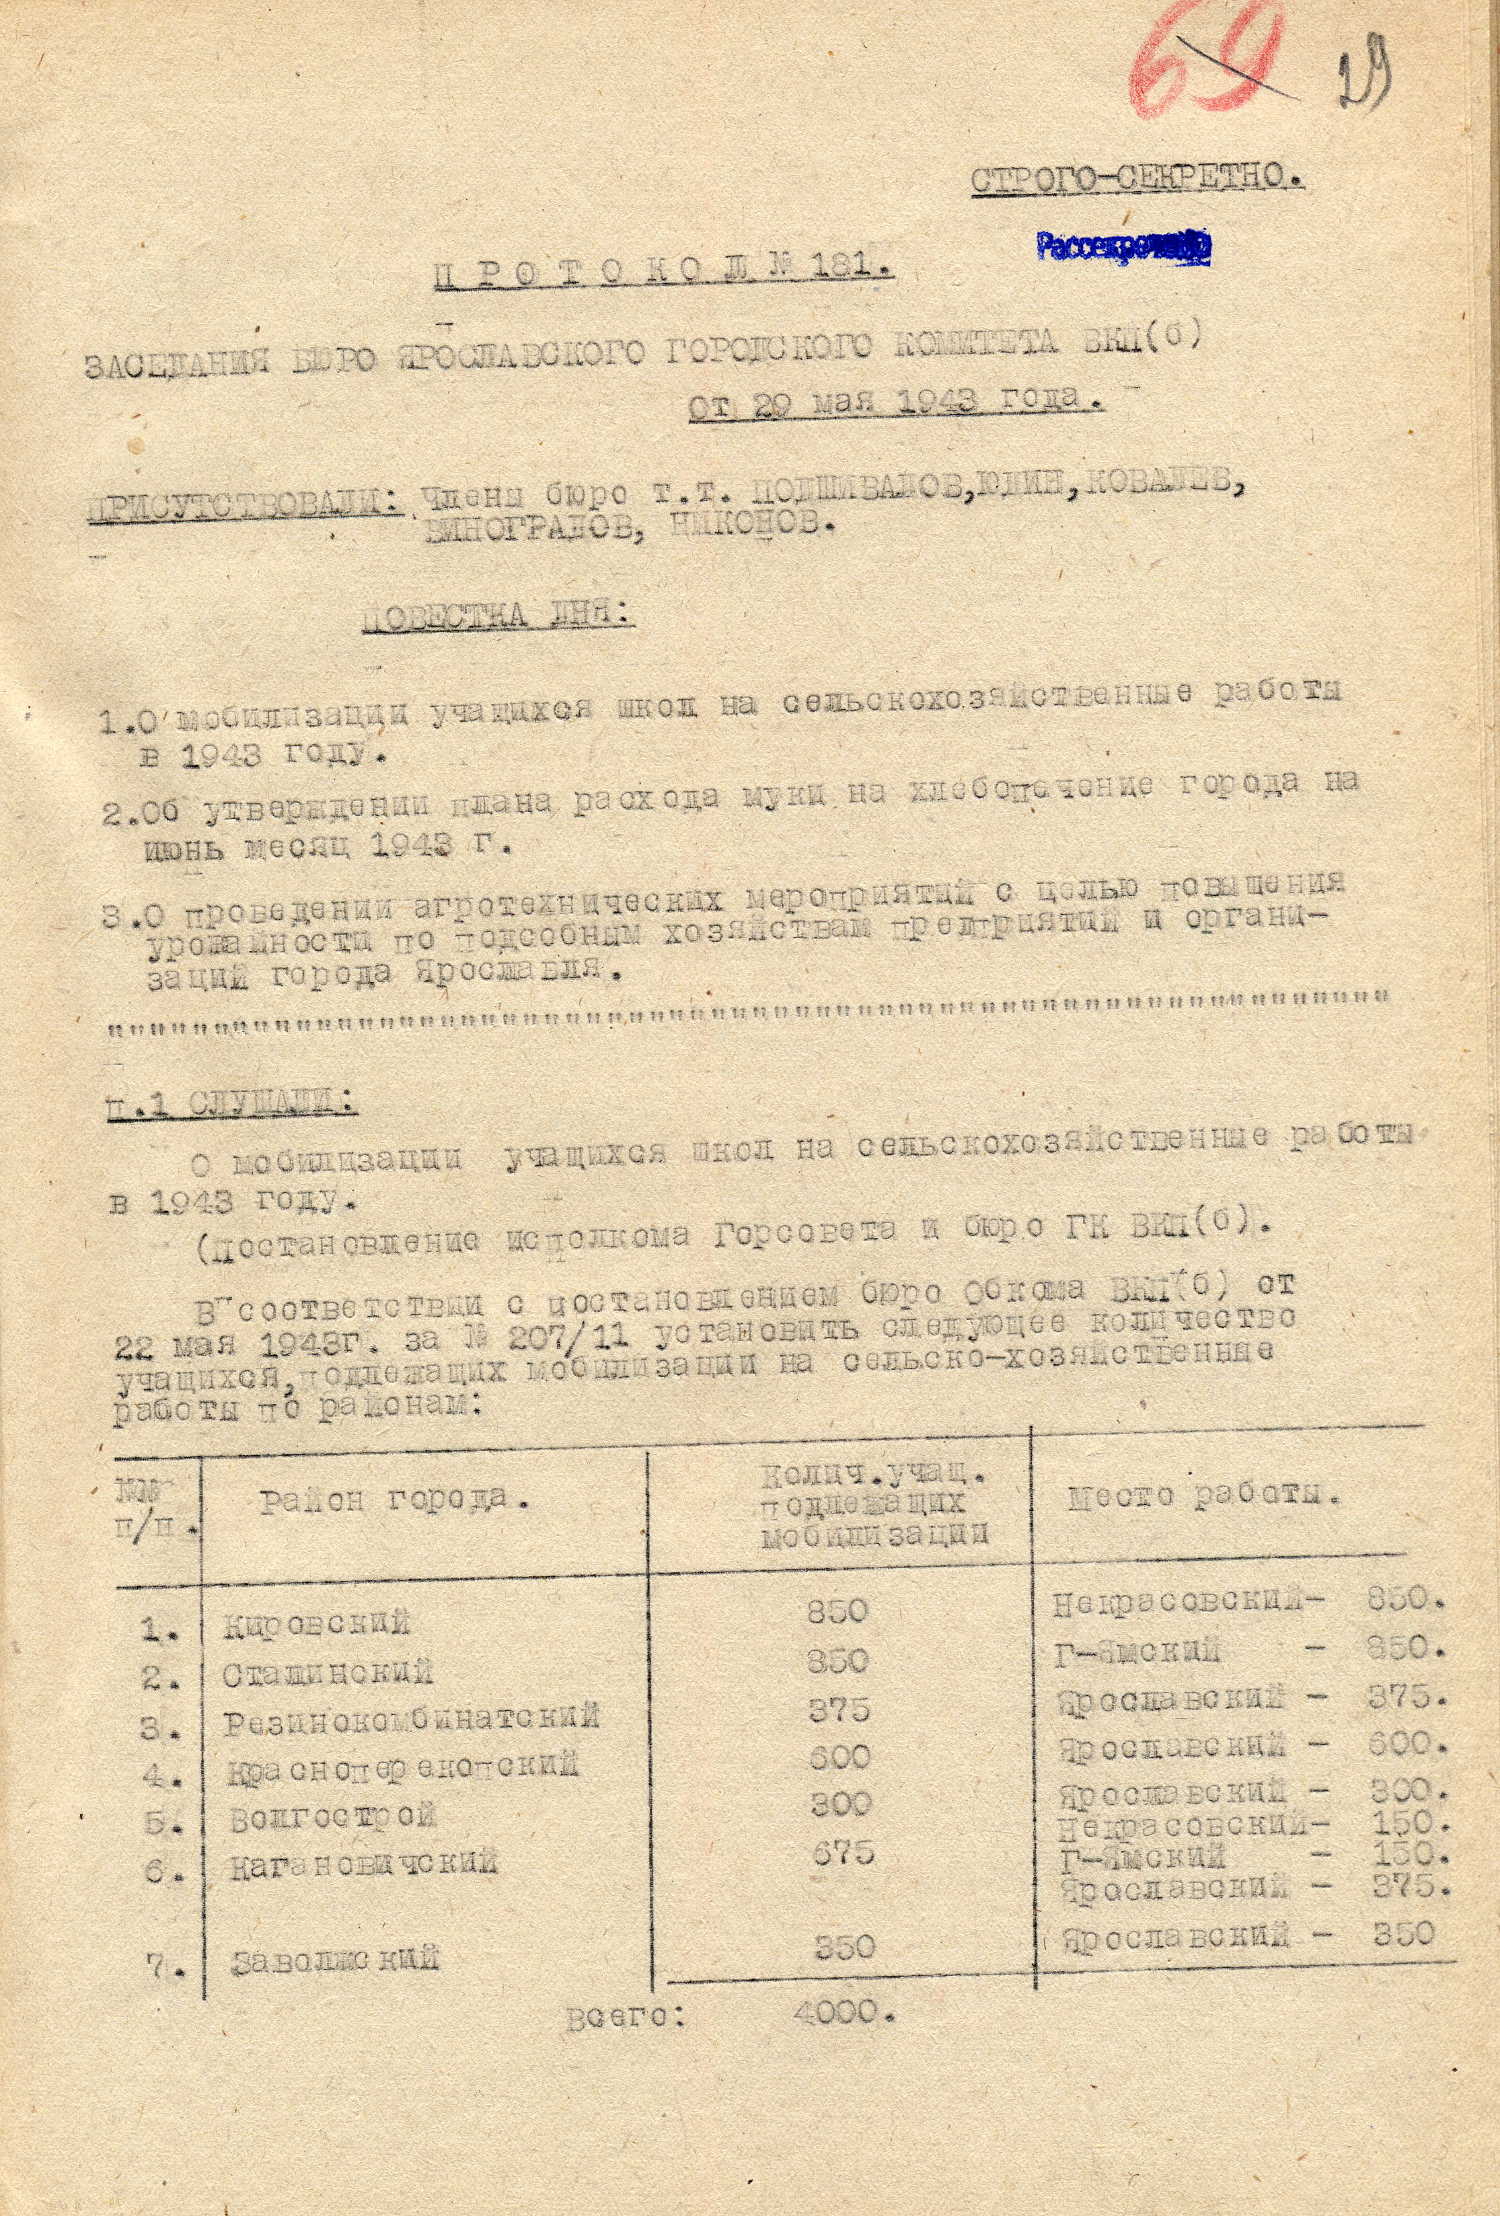 69 29
СТРОГО-СЕКРЕТНО.
Рассекречено
П Р О Т О К О Л № 181.
ЗАСЕДАНИЯ БЮРО ЯРОСЛАВСКОГО ГОРОДСКОГО КОМИТЕТА ВКП(б)
От 29 мая 1943 года.
ПРИСУТСТВОВАЛИ: Члены бюро т.т. ПОДШИВАЛОВ, ЮДИН, КОВАЛЕВ,
ВИНОГРАДОВ, НИКОНОВ.
ПОВЕСТКА ДНЯ:
1.О мобилизации учащихся школ на сельскохозяйственные работы
в 1943 году.
2.Об утверждении плана расхода муки на хлебопечение города на
июнь месяц 1943 г.
3.О проведении агротехнических мероприятий с целью повышения
урожайности по подсобным хозяйствам предприятий и органи-
заций города Ярославля.
""""""""""""""""""""""""""""""""""""""""""""""""""""""""""""""
п.1 СЛУШАЛИ:
О мобилизации учащихся школ на сельскохозяйственные работы
в 1943 году.
(Постановление исполкома Горсовета и бюро ГК ВКП(б).
В соответствии с постановлением бюро Обкома ВКП(б) от
22 мая 1943г. за № 207/11 установить следующее количество
учащихся, подлежащих мобилизации на сельско-хозяйственные
работы по районам:
№№ п/п. Район города. Колич.учащ. подлежащих мобилизации Место работы.
1. Кировский 850 Некрасовский- 850.
2. Сталинский 850 Г-Ямский - 850.
3. Резинокомбинатский 375 Ярославский - 375.
4. Красноперекопский 600 Ярославский - 600.
5. Волгострой 300 Ярославский - 300.
6. Кагановичский 675 Некрасовский- 150.
Г-Ямский - 150.
Ярославский - 375.
7. Заволжский 350 Ярославский - 350
Всего: 4000.